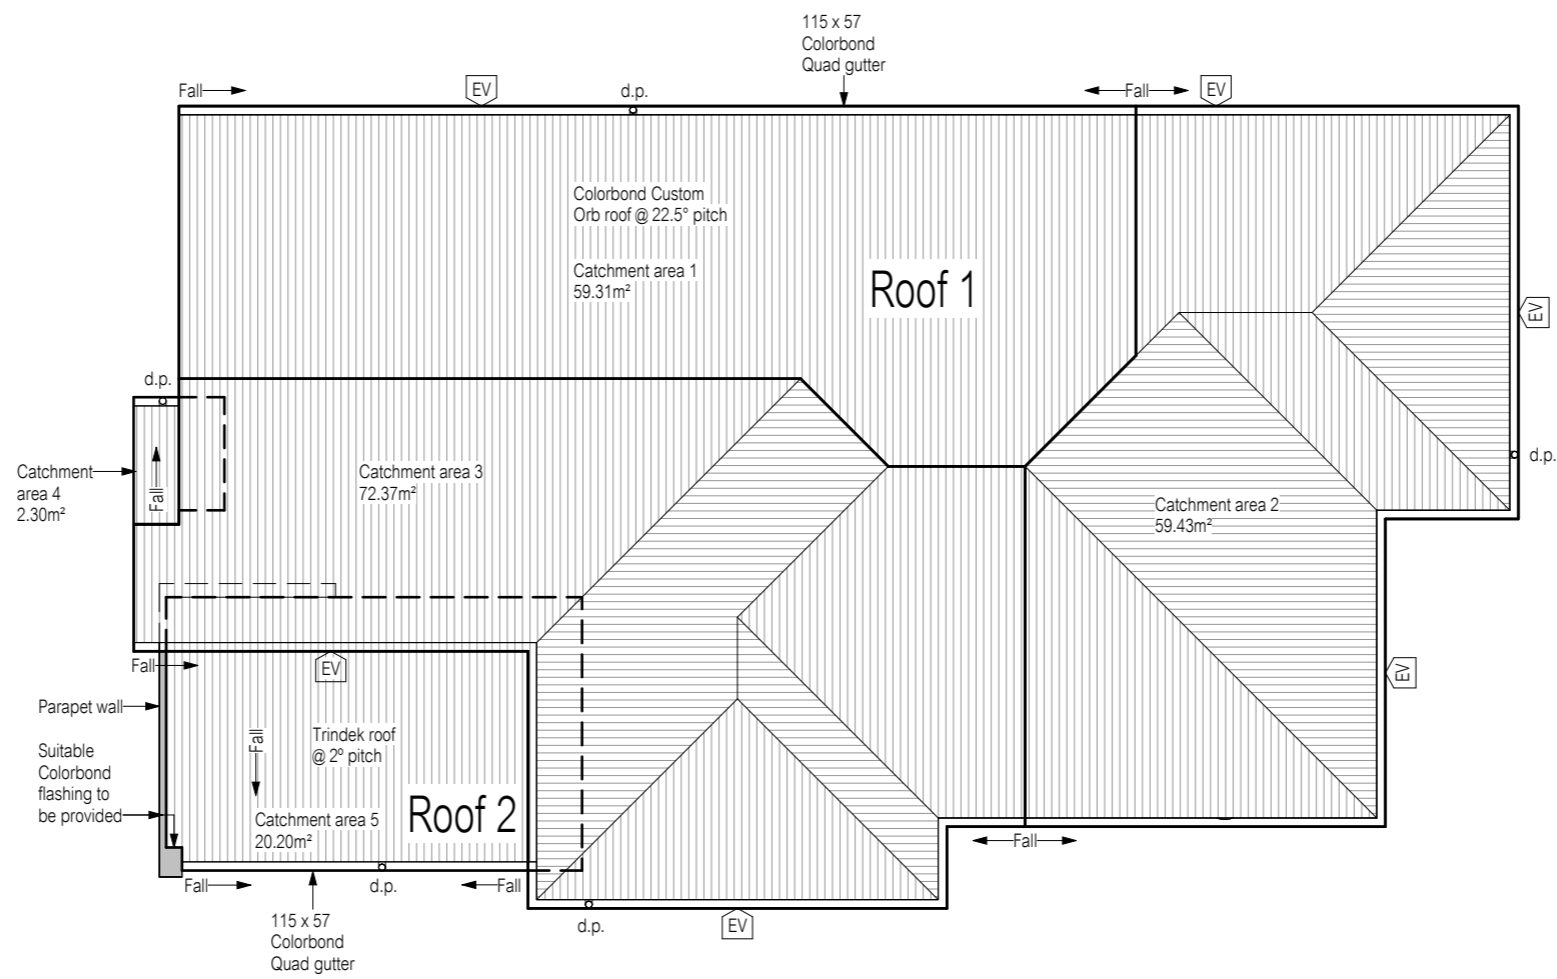 115 x 57
Colorbond
Quad gutter
Fall
EV
d.p.
Fall
EV
Colorbond Custom
Orb roof @ 22.5° pitch
Catchment area 1
59.31m²
Roof 1
EV
d.p.
Catchment
area 4
2.30m²
Fall
Catchment area 3
72.37m²
Catchment area 2
59.43m²
d.p.
Fall
EV
EV
Parapet wall
Suitable
Colorbond
flashing to
be provided
Fall
Trindek roof
@ 2° pitch
Catchment area 5
20.20m²
Roof 2
Fall
Fall
d.p.
Fall
d.p.
EV
115 x 57
Colorbond
Quad gutter